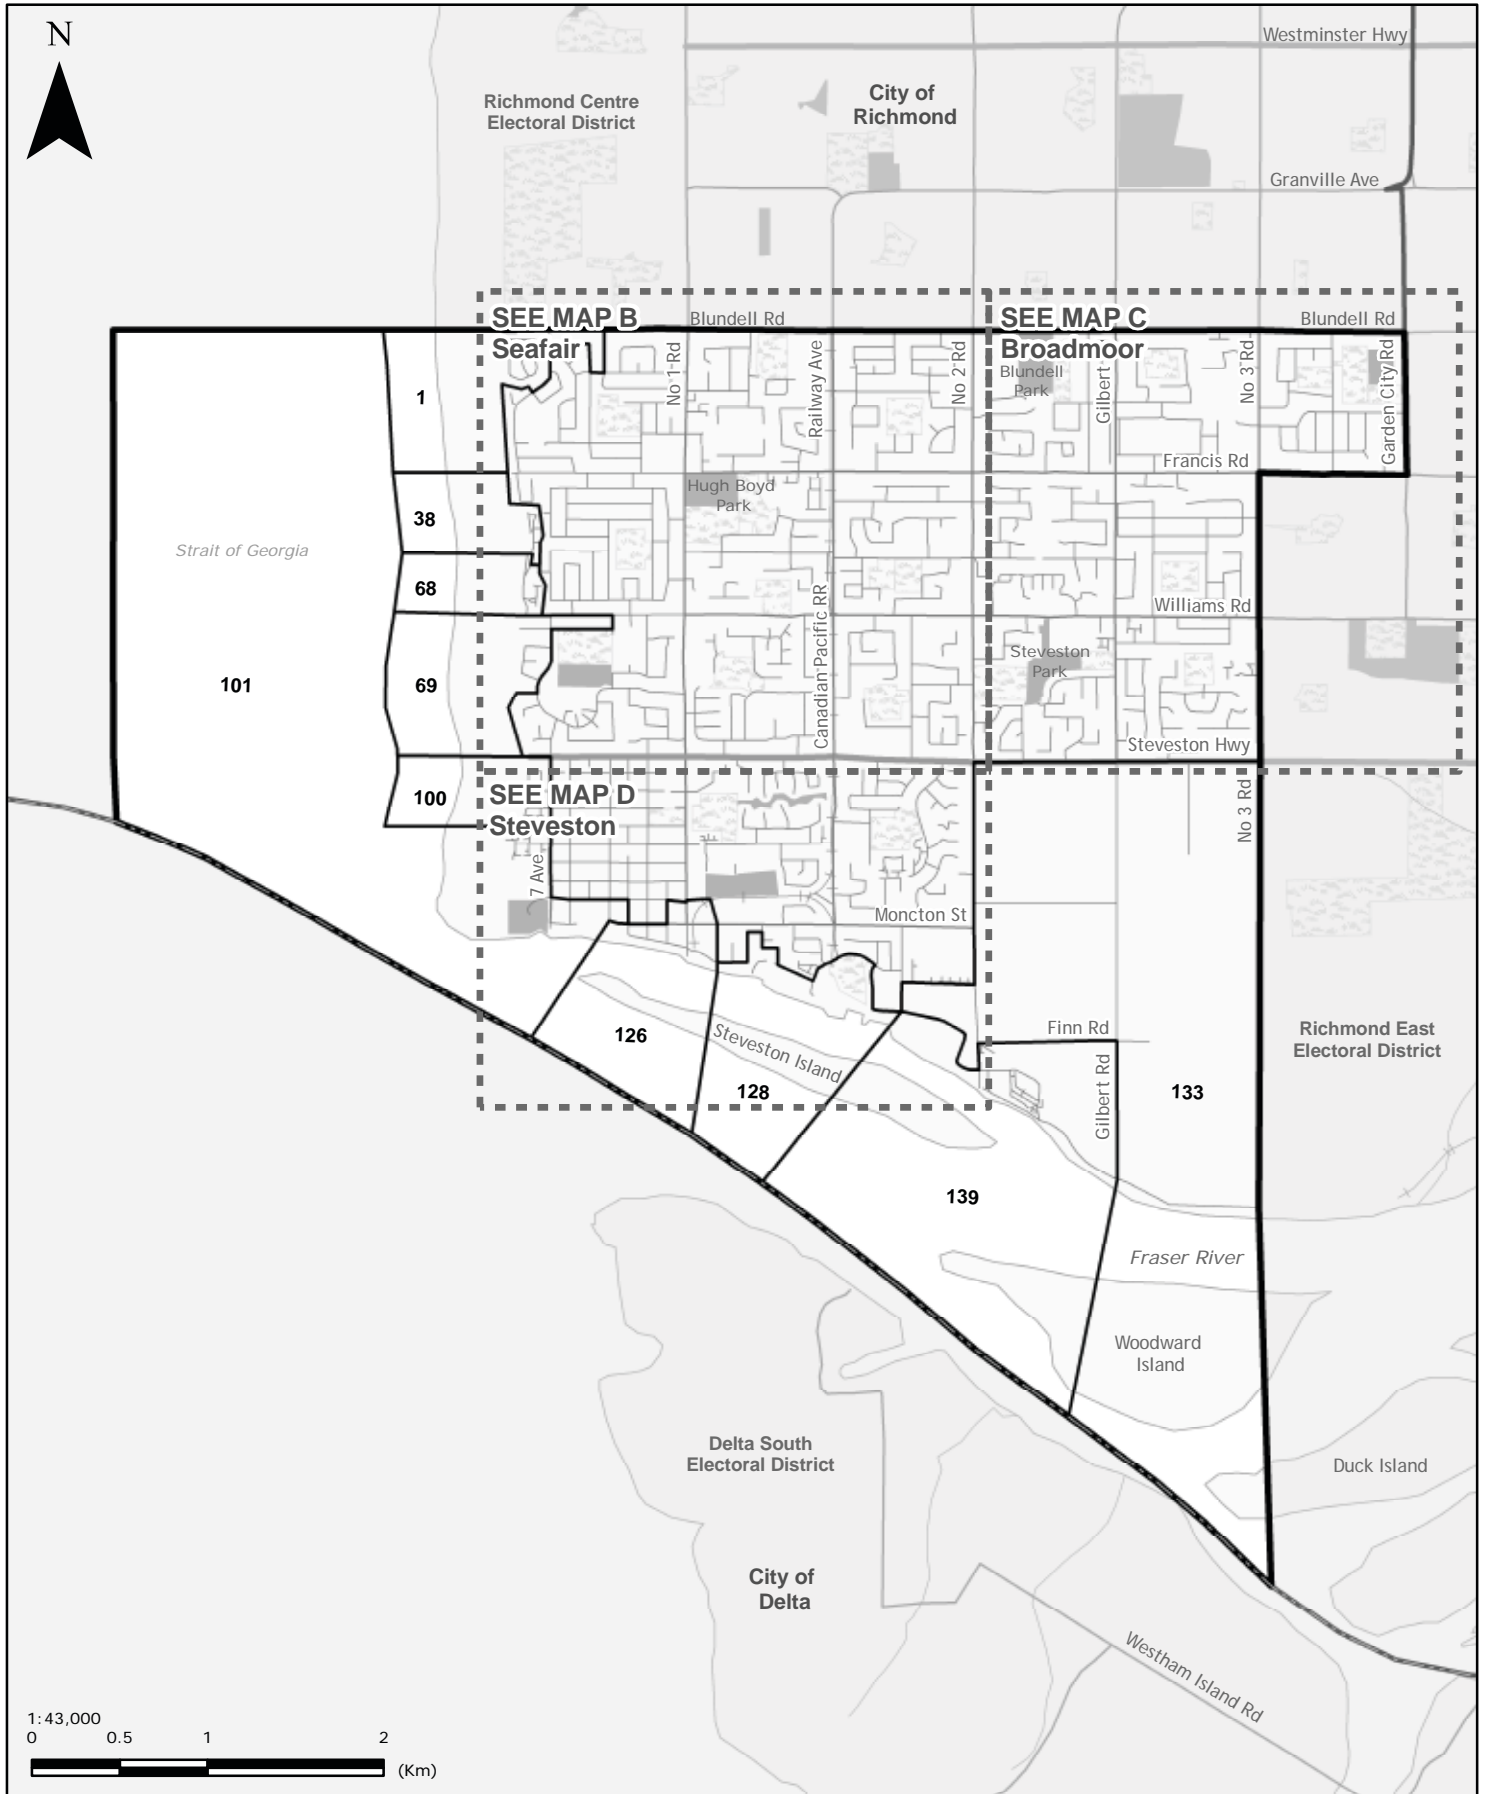 N
Westminster Hwy
Richmond Centre
Electoral District
City of
Richmond
Granville Ave
SEE MAP B
Seafair
Blundell Rd
SEE MAP C
Broadmoor
Blundell Rd
No 1 Rd
Railway Ave
No 2 Rd
Blundell
Park
Gilbert
No 3 Rd
Garden City Rd
1
Francis Rd
Hugh Boyd
Park
38
Strait of Georgia
68
Canadian Pacific RR
Williams Rd
Steveston
Park
101
69
Steveston Hwy
100
SEE MAP D
Steveston
No 3 Rd
7 Ave
Moncton St
126
Steveston Island
128
Finn Rd
Gilbert Rd
133
Richmond East
Electoral District
139
Fraser River
Woodward
Island
Delta South
Electoral District
Duck Island
City of
Delta
Westham Island Rd
1:43,000
0 0.5 1 2
(Km)